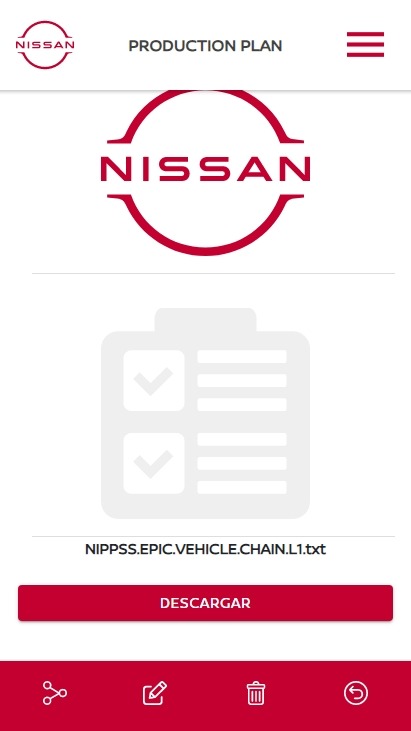 NISSAN
PRODUCTION PLAN
NISSAN
NIPPSS.EPIC.VEHICLE.CHAIN.L1.txt
DESCARGAR